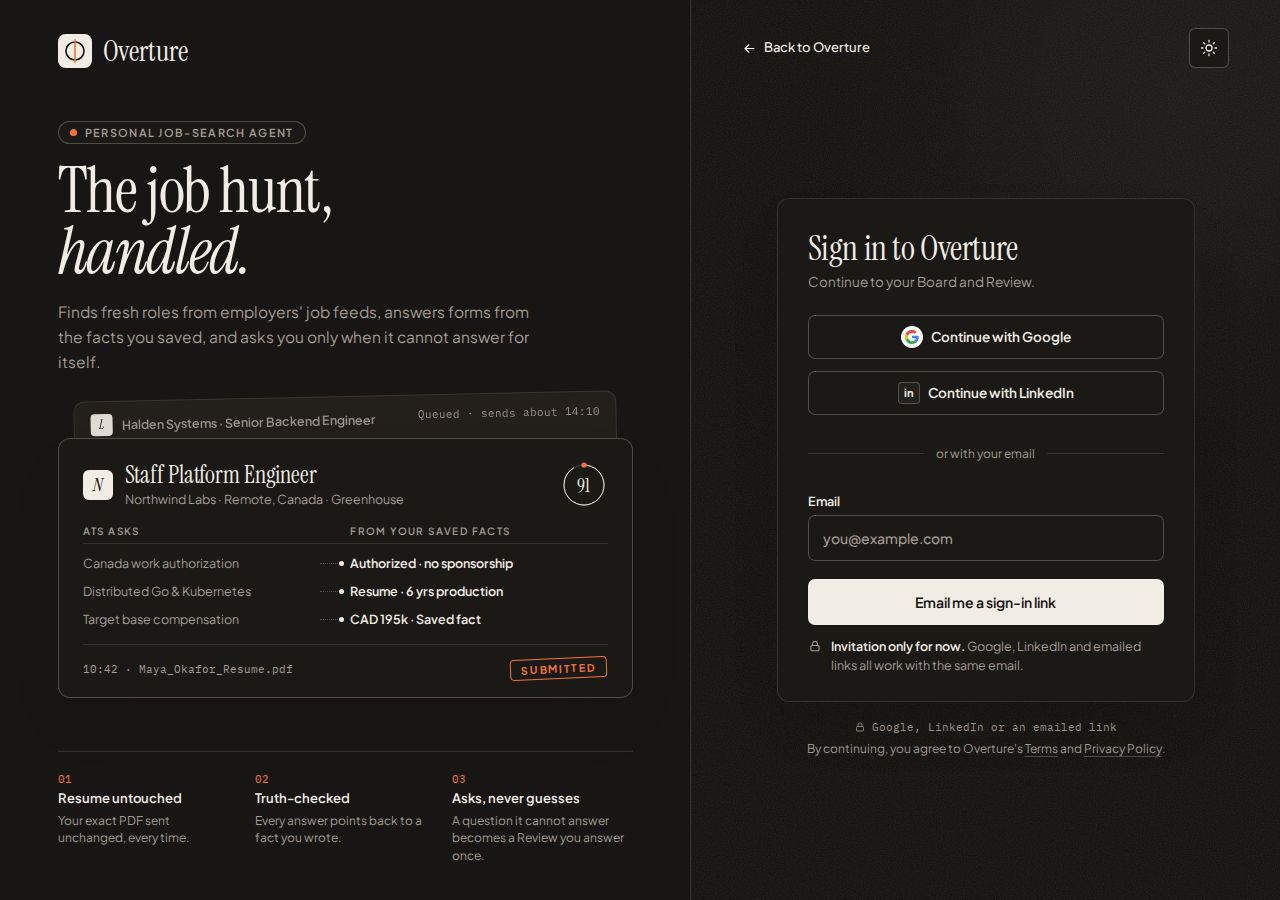 Overture
PERSONAL JOB-SEARCH AGENT
The job hunt,
handled.
Finds fresh roles from employers' job feeds, answers forms from
the facts you saved, and asks you only when it cannot answer for
itself.
L Halden Systems · Senior Backend Engineer Queued · sends about 14:10
N Staff Platform Engineer
Northwind Labs · Remote, Canada · Greenhouse
91
ATS ASKS FROM YOUR SAVED FACTS
Canada work authorization Authorized · no sponsorship
Distributed Go & Kubernetes Resume · 6 yrs production
Target base compensation CAD 195k · Saved fact
10:42 · Maya_Okafor_Resume.pdf SUBMITTED
01
Resume untouched
Your exact PDF sent
unchanged, every time.
02
Truth-checked
Every answer points back to a
fact you wrote.
03
Asks, never guesses
A question it cannot answer
becomes a Review you answer
once.
← Back to Overture
Sign in to Overture
Continue to your Board and Review.
G Continue with Google
in Continue with LinkedIn
or with your email
Email
you@example.com
Email me a sign-in link
Invitation only for now. Google, LinkedIn and emailed
links all work with the same email.
Google, LinkedIn or an emailed link
By continuing, you agree to Overture's Terms and Privacy Policy.